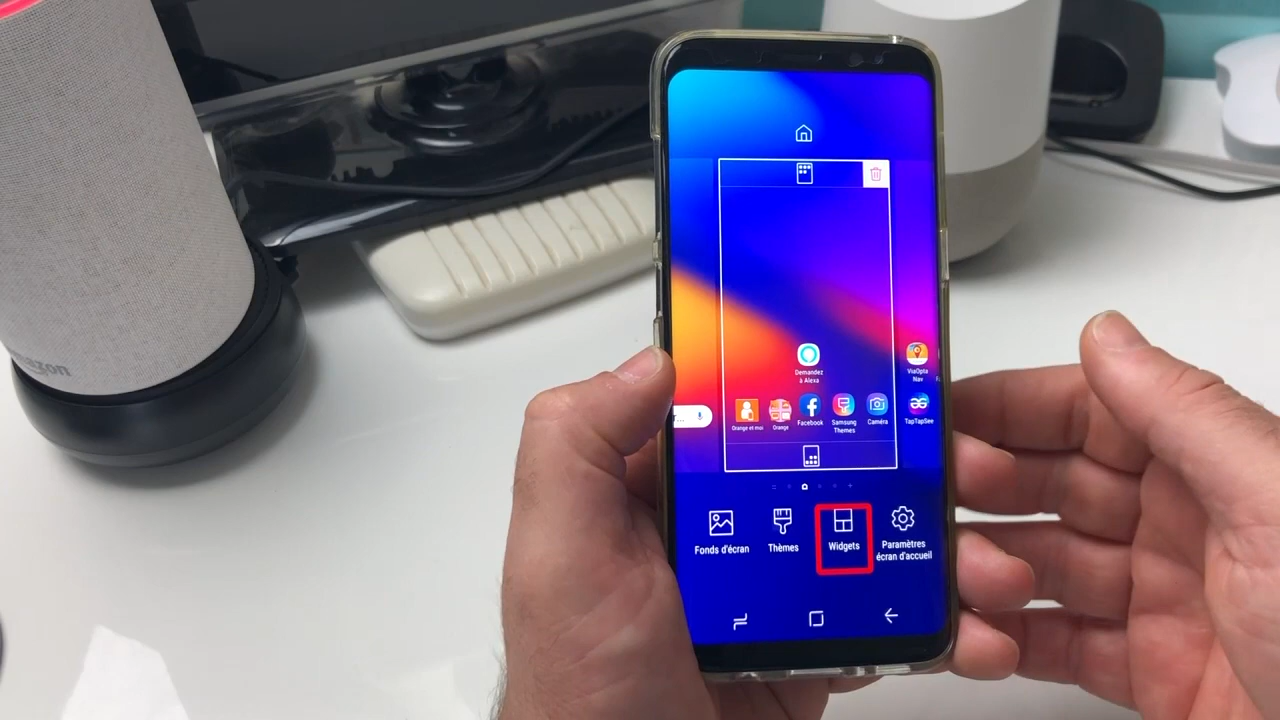 azon
Demandez
à Alexa
ViaOpta
Nav
r...
Orange et moi
Orange
Facebook
Samsung
Themes
Caméra
TapTapSee
Fonds d'écran
Thèmes
Widgets
Paramètres
écran d'accueil